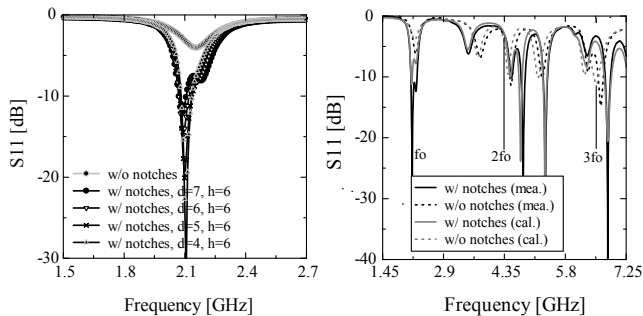 0
-10
-20
-30
S11 [dB]
w/o notches
w/ notches, d=7, h=6
w/ notches, d=6, h=6
w/ notches, d=5, h=6
w/ notches, d=4, h=6
1.5 1.8 2.1 2.4 2.7
Frequency [GHz]
0
-10
-20
-30
-40
S11 [dB]
fo
2fo
3fo
w/ notches (mea.)
w/o notches (mea.)
w/ notches (cal.)
w/o notches (cal.)
1.45 2.9 4.35 5.8 7.25
Frequency [GHz]